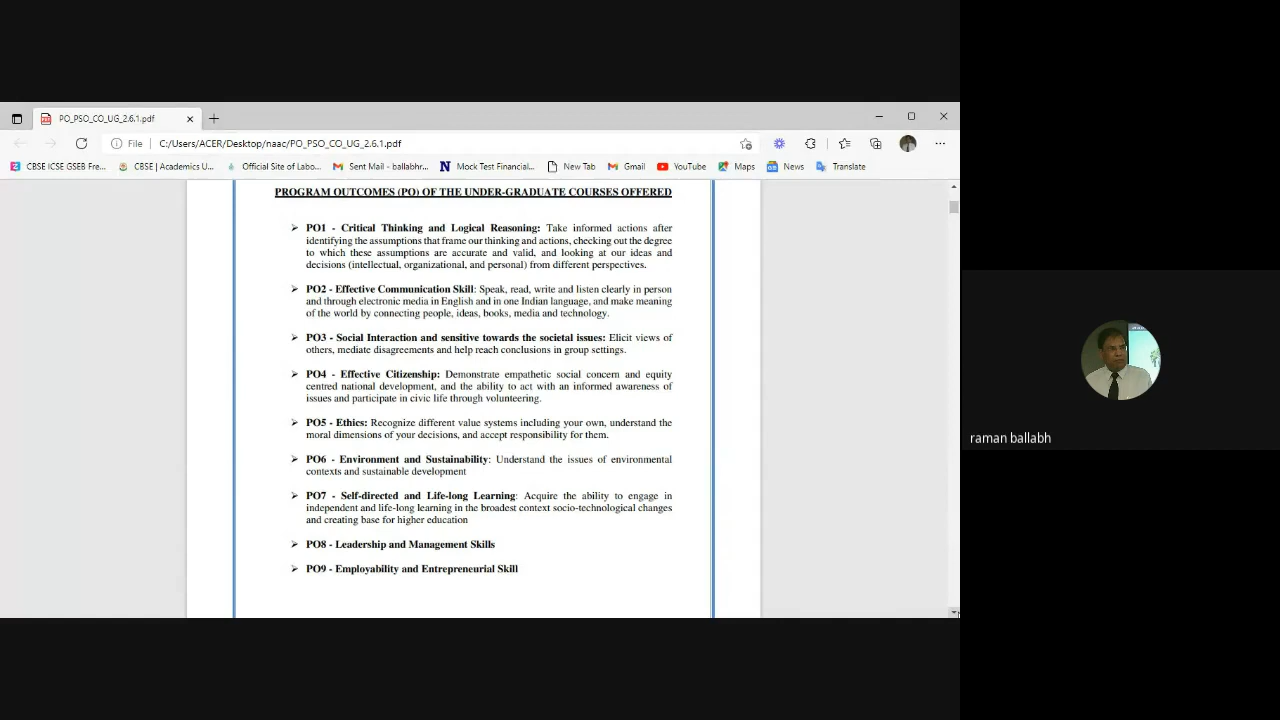 PO_PSO_CO_UG_2.6.1.pdf
File
C:/Users/ACER/Desktop/naac/PO_PSO_CO_UG_2.6.1.pdf
CBSE ICSE GSEB Fre...
CBSE | Academics U...
Official Site of Labo...
Sent Mail - ballabhr...
Mock Test Financial...
New Tab
Gmail
YouTube
Maps
News
Translate
PROGRAM OUTCOMES (PO) OF THE UNDER-GRADUATE COURSES OFFERED
➢ PO1 - Critical Thinking and Logical Reasoning: Take informed actions after
identifying the assumptions that frame our thinking and actions, checking out the degree
to which these assumptions are accurate and valid, and looking at our ideas and
decisions (intellectual, organizational, and personal) from different perspectives.
➢ PO2 - Effective Communication Skill: Speak, read, write and listen clearly in person
and through electronic media in English and in one Indian language, and make meaning
of the world by connecting people, ideas, books, media and technology.
➢ PO3 - Social Interaction and sensitive towards the societal issues: Elicit views of
others, mediate disagreements and help reach conclusions in group settings.
➢ PO4 - Effective Citizenship: Demonstrate empathetic social concern and equity
centred national development, and the ability to act with an informed awareness of
issues and participate in civic life through volunteering.
➢ PO5 - Ethics: Recognize different value systems including your own, understand the
moral dimensions of your decisions, and accept responsibility for them.
➢ PO6 - Environment and Sustainability: Understand the issues of environmental
contexts and sustainable development
➢ PO7 - Self-directed and Life-long Learning: Acquire the ability to engage in
independent and life-long learning in the broadest context socio-technological changes
and creating base for higher education
➢ PO8 - Leadership and Management Skills
➢ PO9 - Employability and Entrepreneurial Skill
raman ballabh